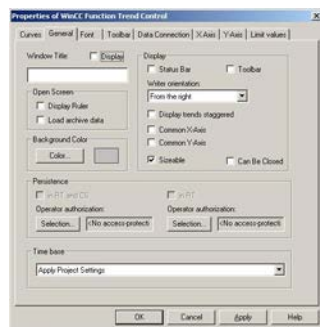 Properties of WinCC Function Trend Control
Curves General Font Toolbar Data Connection X-Axis Y-Axis Limit values
Window Title: Display
Display
Status Bar Toolbar
Writer orientation:
From the right
Open Screen
Display Ruler
Load archive data
Display trends staggered
Common X-Axis
Common Y-Axis
Background Color
Color...
Sizeable Can Be Closed
Persistence
in RT and CS in RT
Operator authorization: Operator authorization:
Selection... <No access-protecti Selection... <No access-protecti
Time base
Apply Project Settings
OK Cancel Apply Help